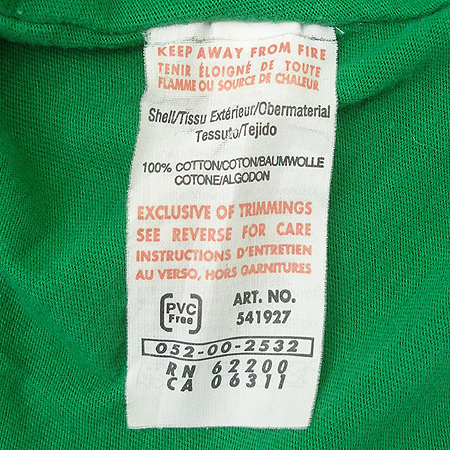 KEEP AWAY FROM FIRE
TENIR ÉLOIGNÉ DE TOUTE
FLAMME OU SOURCE DE CHALEUR
Shell/Tissu Extérieur/Obermaterial
Tessuto/Tejido
100% COTTON/COTON/BAUMWOLLE
COTONE/ALGODON
EXCLUSIVE OF TRIMMINGS
SEE REVERSE FOR CARE
INSTRUCTIONS D'ENTRETIEN
AU VERSO, HORS GARNITURES
PVC
Free
ART. NO.
541927
052-00-2532
RN 62200
CA 06311